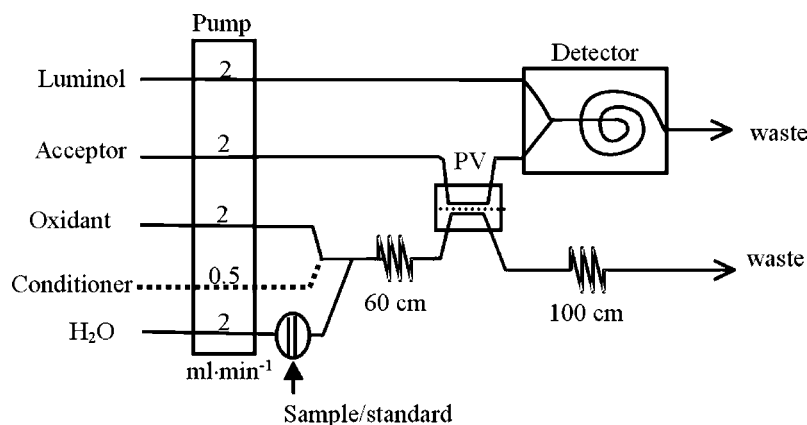 Pump
Detector
Luminol
2
waste
Acceptor
2
PV
Oxidant
2
waste
Conditioner
0.5
60 cm
100 cm
H₂O
2
ml·min⁻¹
Sample/standard